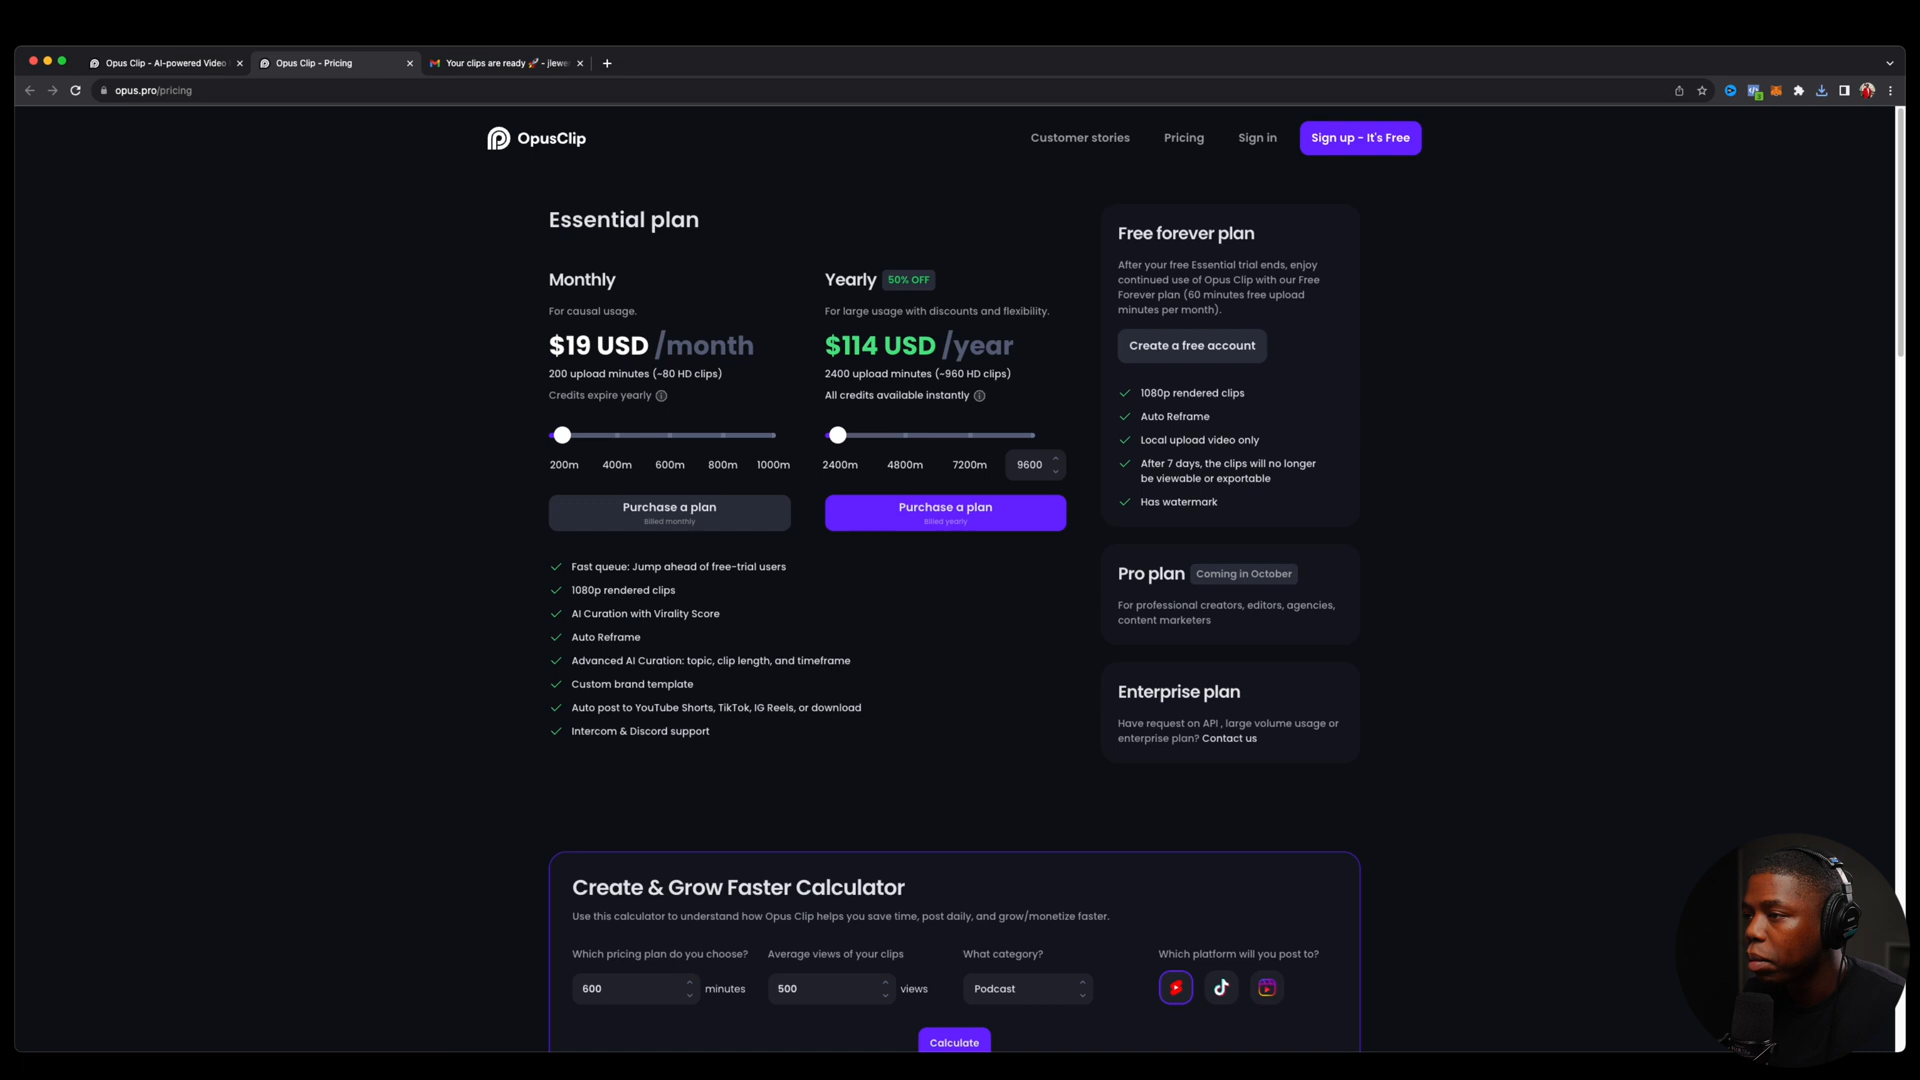 Opus Clip - AI-powered Video
Opus Clip - Pricing
Your clips are ready 🚀 - jlewe
opus.pro/pricing
OpusClip
Customer stories
Pricing
Sign in
Sign up - It's Free
Essential plan
Monthly
For causal usage.
$19 USD /month
200 upload minutes (~80 HD clips)
Credits expire yearly
200m 400m 600m 800m 1000m
Purchase a plan
Billed monthly
Yearly 50% OFF
For large usage with discounts and flexibility.
$114 USD /year
2400 upload minutes (~960 HD clips)
All credits available instantly
2400m 4800m 7200m 9600
Purchase a plan
Billed yearly
Fast queue: Jump ahead of free-trial users
1080p rendered clips
AI Curation with Virality Score
Auto Reframe
Advanced AI Curation: topic, clip length, and timeframe
Custom brand template
Auto post to YouTube Shorts, TikTok, IG Reels, or download
Intercom & Discord support
Free forever plan
After your free Essential trial ends, enjoy
continued use of Opus Clip with our Free
Forever plan (60 minutes free upload
minutes per month).
Create a free account
1080p rendered clips
Auto Reframe
Local upload video only
After 7 days, the clips will no longer
be viewable or exportable
Has watermark
Pro plan Coming in October
For professional creators, editors, agencies,
content marketers
Enterprise plan
Have request on API , large volume usage or
enterprise plan? Contact us
Create & Grow Faster Calculator
Use this calculator to understand how Opus Clip helps you save time, post daily, and grow/monetize faster.
Which pricing plan do you choose?
600 minutes
Average views of your clips
500 views
What category?
Podcast
Which platform will you post to?
Calculate